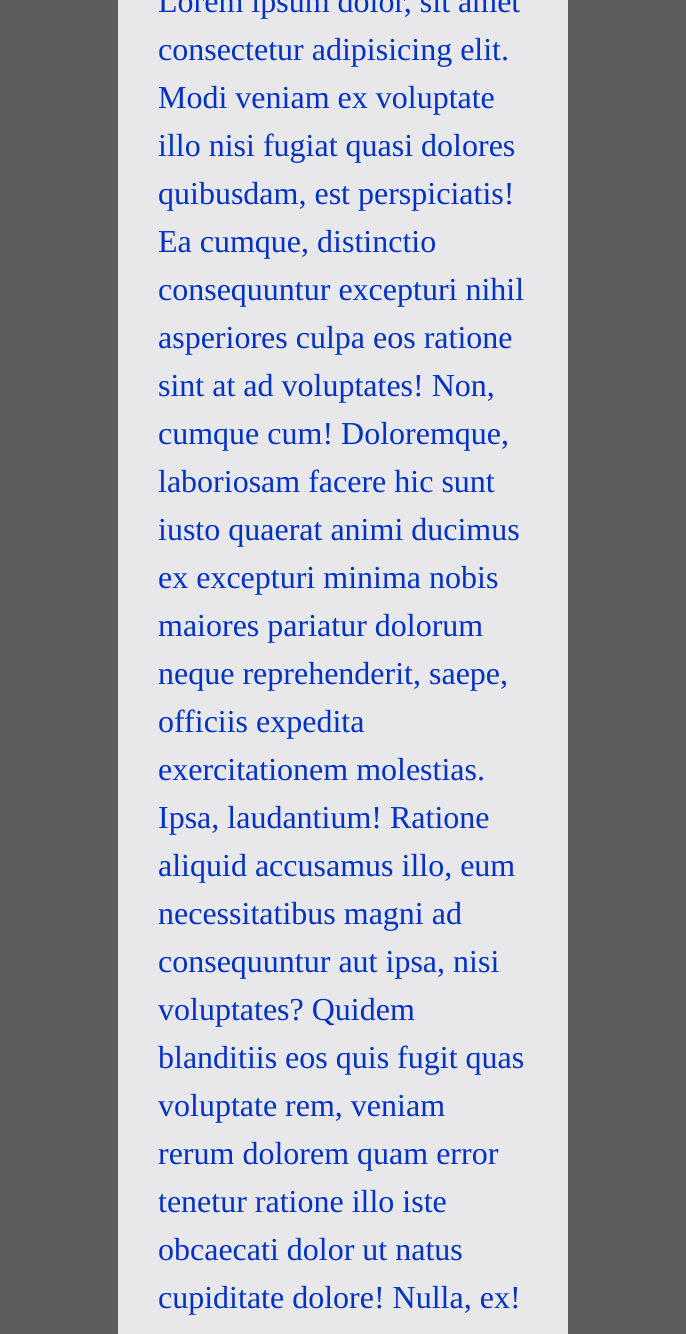 Lorem ipsum dolor, sit amet
consectetur adipisicing elit.
Modi veniam ex voluptate
illo nisi fugiat quasi dolores
quibusdam, est perspiciatis!
Ea cumque, distinctio
consequuntur excepturi nihil
asperiores culpa eos ratione
sint at ad voluptates! Non,
cumque cum! Doloremque,
laboriosam facere hic sunt
iusto quaerat animi ducimus
ex excepturi minima nobis
maiores pariatur dolorum
neque reprehenderit, saepe,
officiis expedita
exercitationem molestias.
Ipsa, laudantium! Ratione
aliquid accusamus illo, eum
necessitatibus magni ad
consequuntur aut ipsa, nisi
voluptates? Quidem
blanditiis eos quis fugit quas
voluptate rem, veniam
rerum dolorem quam error
tenetur ratione illo iste
obcaecati dolor ut natus
cupiditate dolore! Nulla, ex!